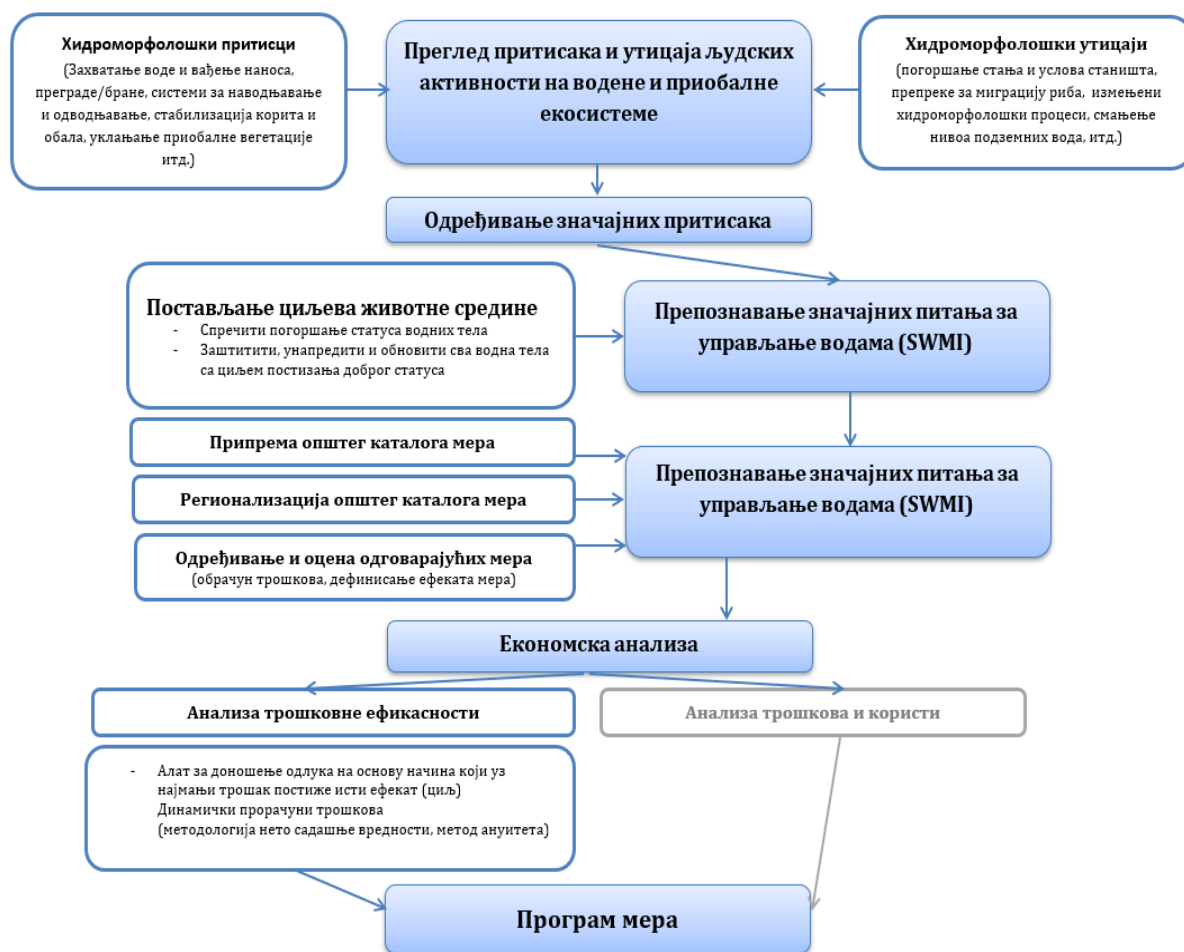 Хидроморфолошки притисци
(Захватање воде и вађење наноса,
преграде/бране, системи за наводњавање
и одводњавање, стабилизација корита и
обала, уклањање приобалне вегетације
итд.)
Преглед притисака и утицаја људских
активности на водене и приобалне
екосистеме
Хидроморфолошки утицаји
(погоршање стања и услова станишта,
препреке за миграцију риба, измењени
хидроморфолошки процеси, смањење
нивоа подземних вода, итд.)
Одређивање значајних притисака
Постављање циљева животне средине
- Спречити погоршање статуса водних тела
- Заштитити, унапредити и обновити сва водна тела
са циљем постизања доброг статуса
Препознавање значајних питања за
управљање водама (SWMI)
Припрема општег каталога мера
Регионализација општег каталога мера
Одређивање и оцена одговарајућих мера
(обрачун трошкова, дефинисање ефеката мера)
Препознавање значајних питања за
управљање водама (SWMI)
Економска анализа
Анализа трошковне ефикасности
Анализа трошкова и користи
- Алат за доношење одлука на основу начина који уз
најмањи трошак постиже исти ефекат (циљ)
Динамички прорачуни трошкова
(методологија нето садашње вредности, метод ануитета)
Програм мера